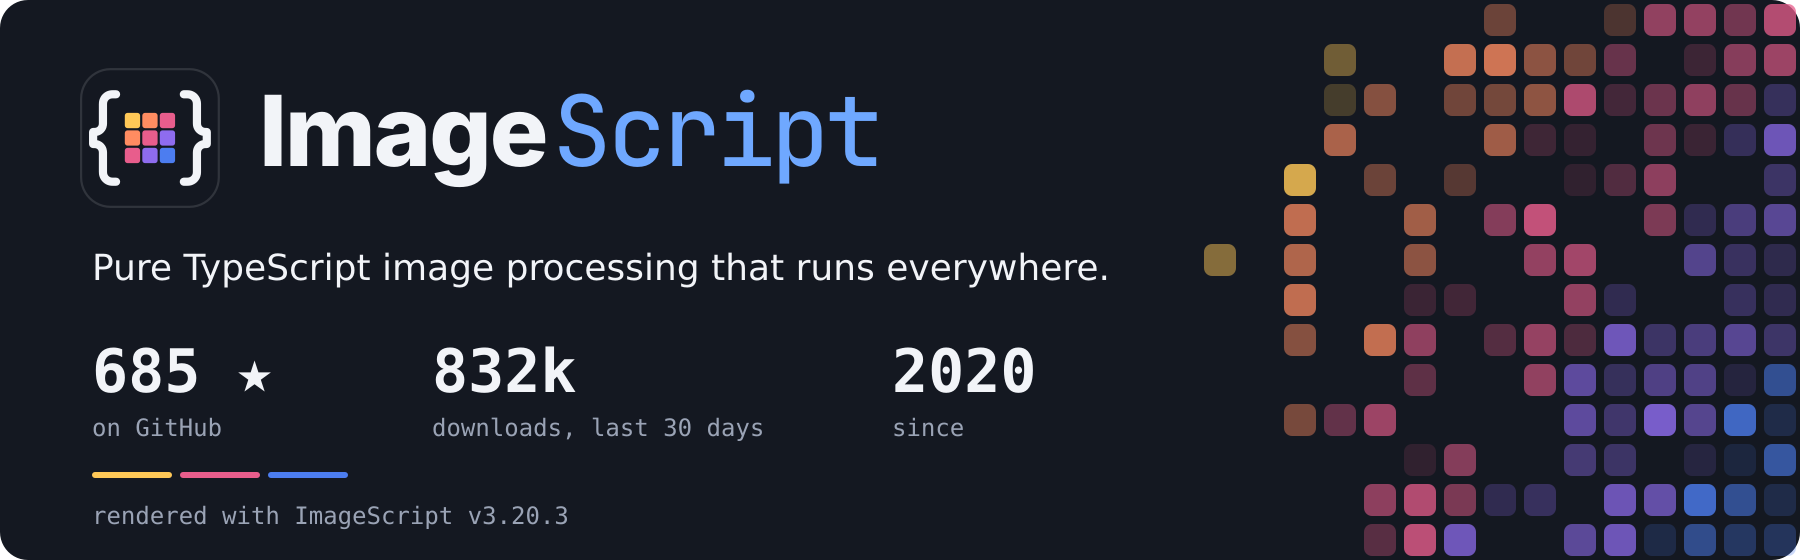 ImageScript
Pure TypeScript image processing that runs everywhere.
685 ★
on GitHub
832k
downloads, last 30 days
2020
since
rendered with ImageScript v3.20.3